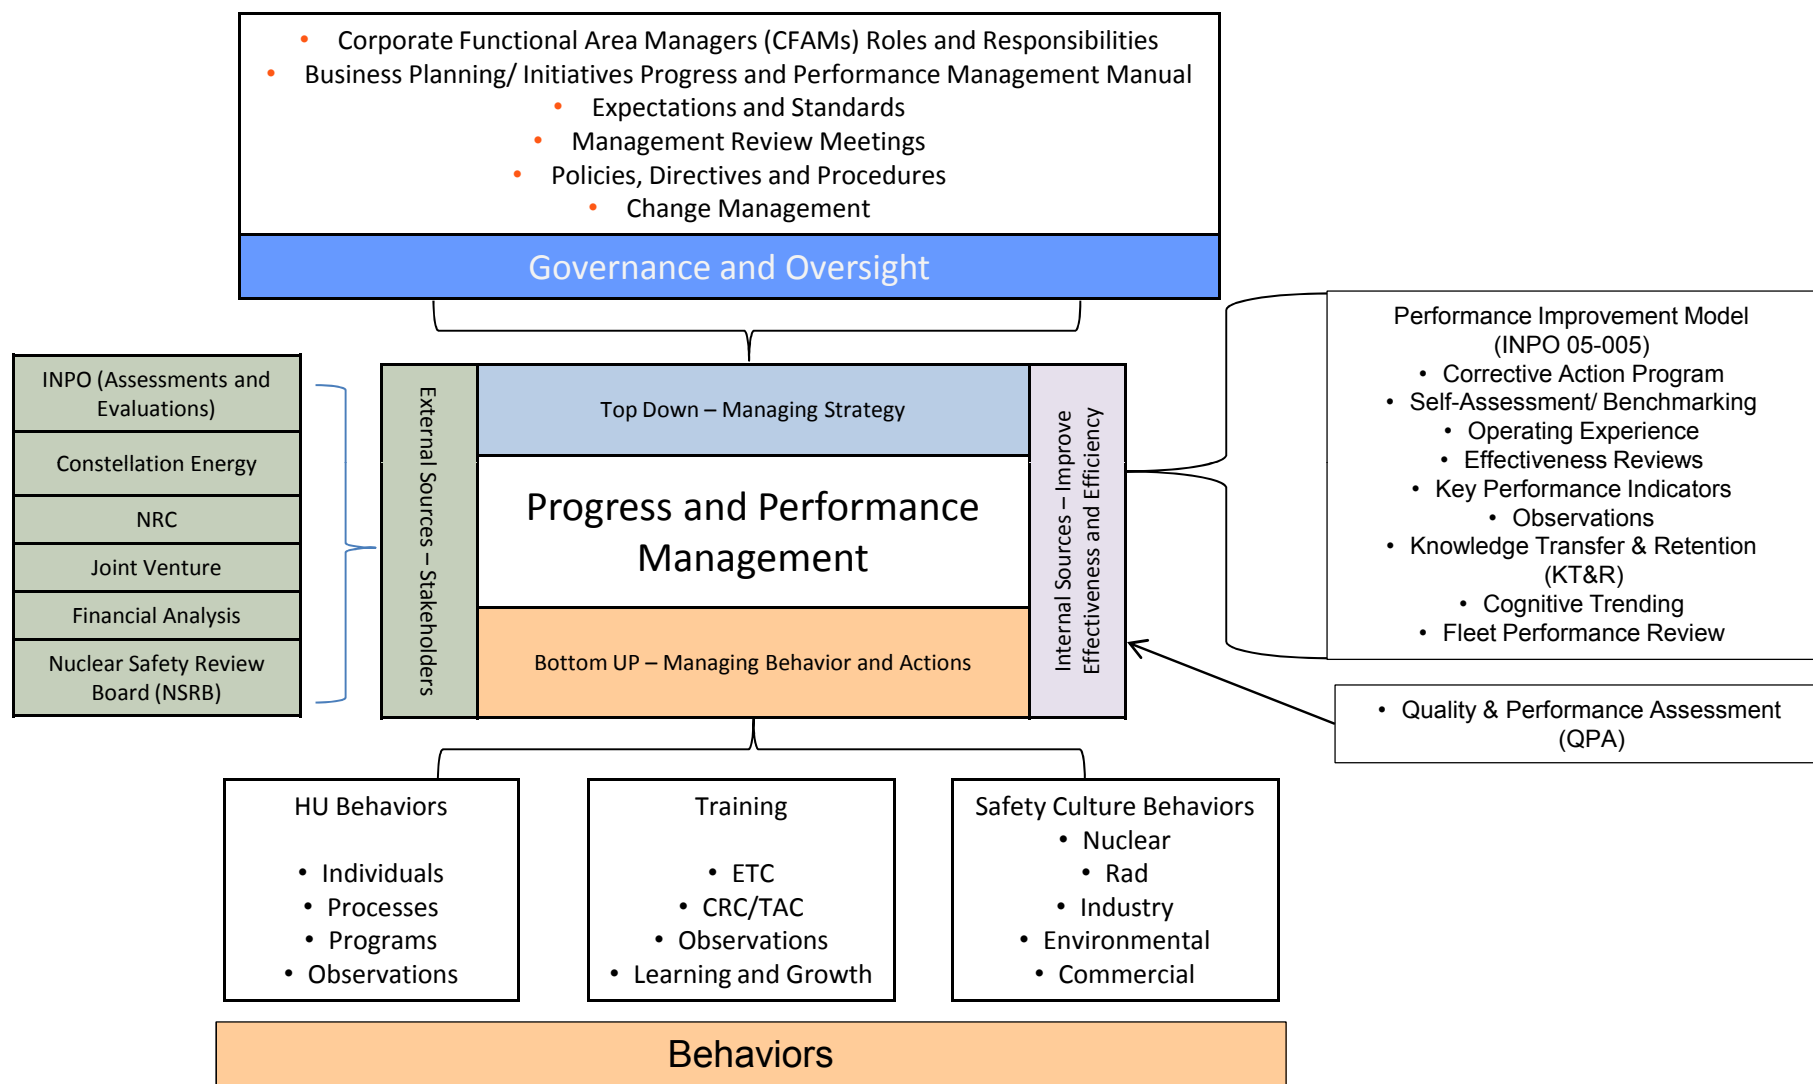 • Corporate Functional Area Managers (CFAMs) Roles and Responsibilities
• Business Planning/ Initiatives Progress and Performance Management Manual
• Expectations and Standards
• Management Review Meetings
• Policies, Directives and Procedures
• Change Management
Governance and Oversight
INPO (Assessments and
Evaluations)
Constellation Energy
NRC
Joint Venture
Financial Analysis
Nuclear Safety Review
Board (NSRB)
External Sources – Stakeholders
Top Down – Managing Strategy
Progress and Performance
Management
Bottom UP – Managing Behavior and Actions
Internal Sources – Improve
Effectiveness and Efficiency
Performance Improvement Model
(INPO 05-005)
• Corrective Action Program
• Self-Assessment/ Benchmarking
• Operating Experience
• Effectiveness Reviews
• Key Performance Indicators
• Observations
• Knowledge Transfer & Retention
(KT&R)
• Cognitive Trending
• Fleet Performance Review
• Quality & Performance Assessment
(QPA)
HU Behaviors
• Individuals
• Processes
• Programs
• Observations
Training
• ETC
• CRC/TAC
• Observations
• Learning and Growth
Safety Culture Behaviors
• Nuclear
• Rad
• Industry
• Environmental
• Commercial
Behaviors